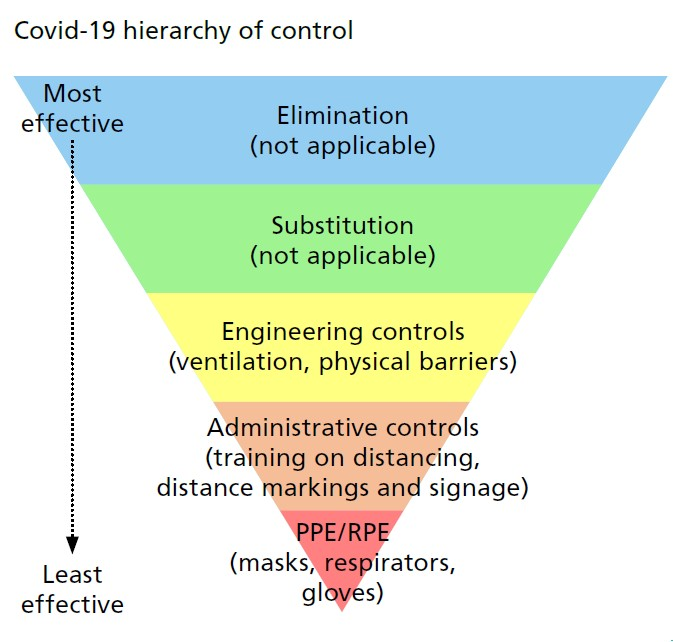 Covid-19 hierarchy of control
Most
effective
Elimination
(not applicable)
Substitution
(not applicable)
Engineering controls
(ventilation, physical barriers)
Administrative controls
(training on distancing,
distance markings and signage)
PPE/RPE
(masks, respirators,
gloves)
Least
effective